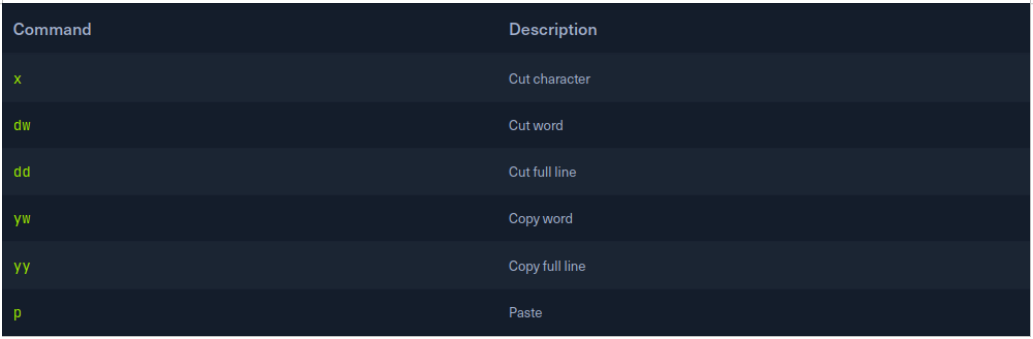 Command Description
x Cut character
dw Cut word
dd Cut full line
yw Copy word
yy Copy full line
p Paste